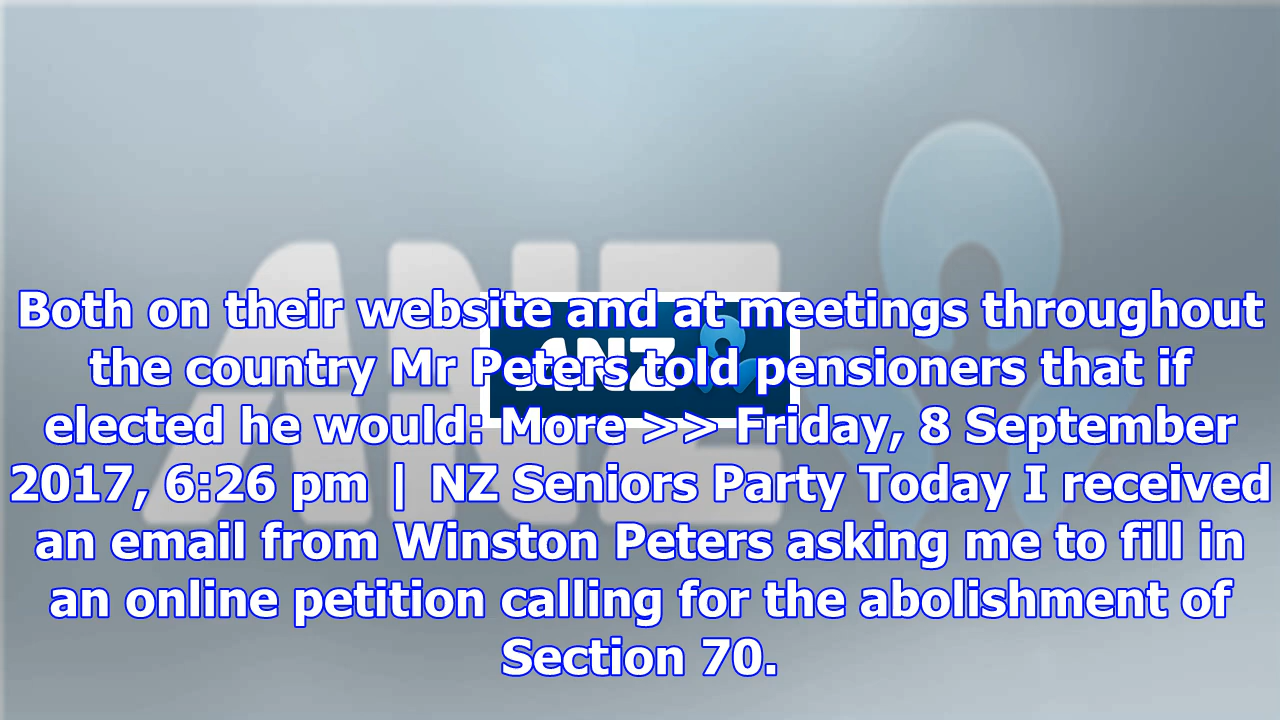 ANZ
ANZ
Both on their website and at meetings throughout
the country Mr Peters told pensioners that if
elected he would: More >> Friday, 8 September
2017, 6:26 pm | NZ Seniors Party Today I received
an email from Winston Peters asking me to fill in
an online petition calling for the abolishment of
Section 70.